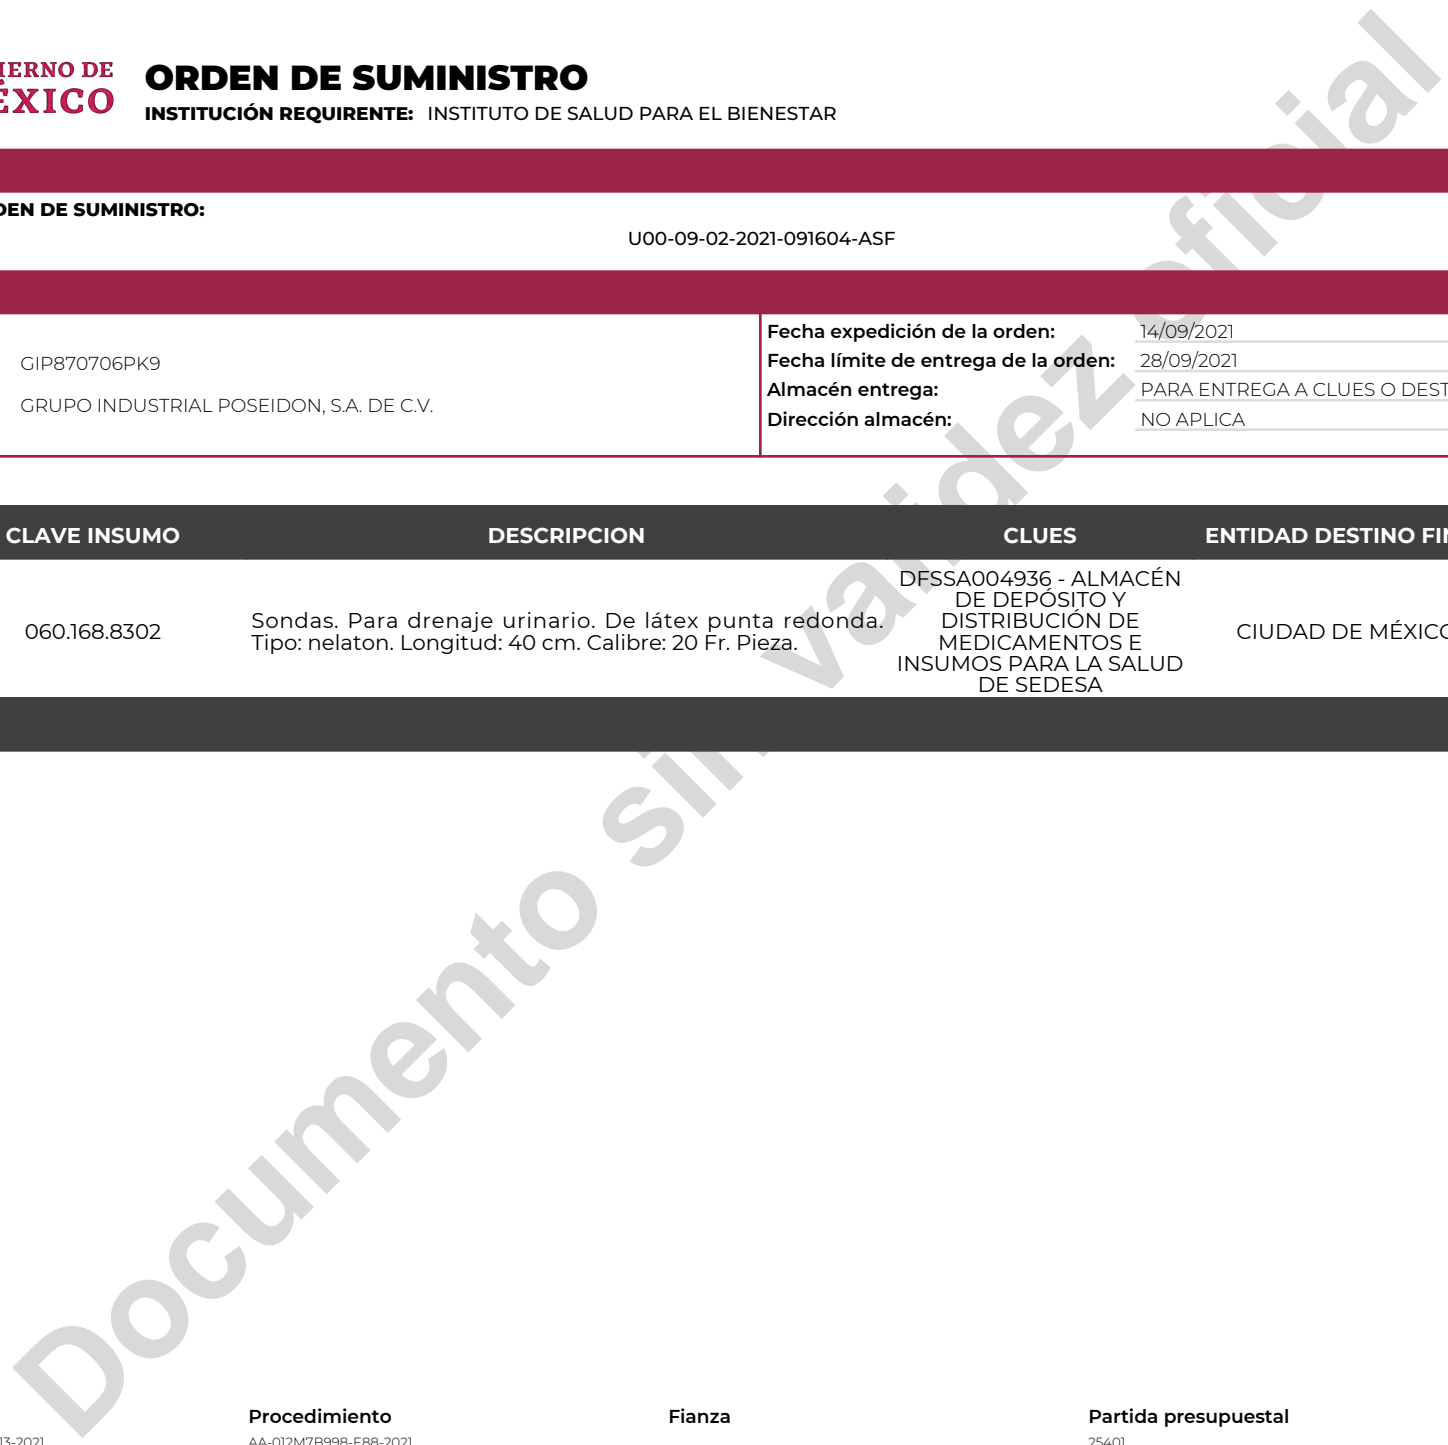 IERNO DE
ÉXICO
ORDEN DE SUMINISTRO
INSTITUCIÓN REQUIRENTE: INSTITUTO DE SALUD PARA EL BIENESTAR
DEN DE SUMINISTRO:
U00-09-02-2021-091604-ASF
GIP870706PK9
GRUPO INDUSTRIAL POSEIDON, S.A. DE C.V.
Fecha expedición de la orden: 14/09/2021
Fecha límite de entrega de la orden: 28/09/2021
Almacén entrega: PARA ENTREGA A CLUES O DEST
Dirección almacén: NO APLICA
CLAVE INSUMO DESCRIPCION CLUES ENTIDAD DESTINO FIN
060.168.8302
Sondas. Para drenaje urinario. De látex punta redonda.
Tipo: nelaton. Longitud: 40 cm. Calibre: 20 Fr. Pieza.
DFSSA004936 - ALMACÉN
DE DEPÓSITO Y
DISTRIBUCIÓN DE
MEDICAMENTOS E
INSUMOS PARA LA SALUD
DE SEDESA
CIUDAD DE MÉXICO
Documento sin validez oficial
Procedimiento Fianza Partida presupuestal
13-2021 AA-012M7B998-E88-2021 25401